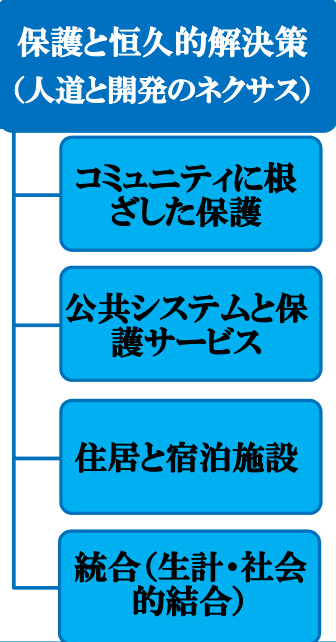 保護と恒久的解決策
（人道と開発のネクサス）
コミュニティに根
ざした保護
公共システムと保
護サービス
住居と宿泊施設
統合（生計・社会
的結合）